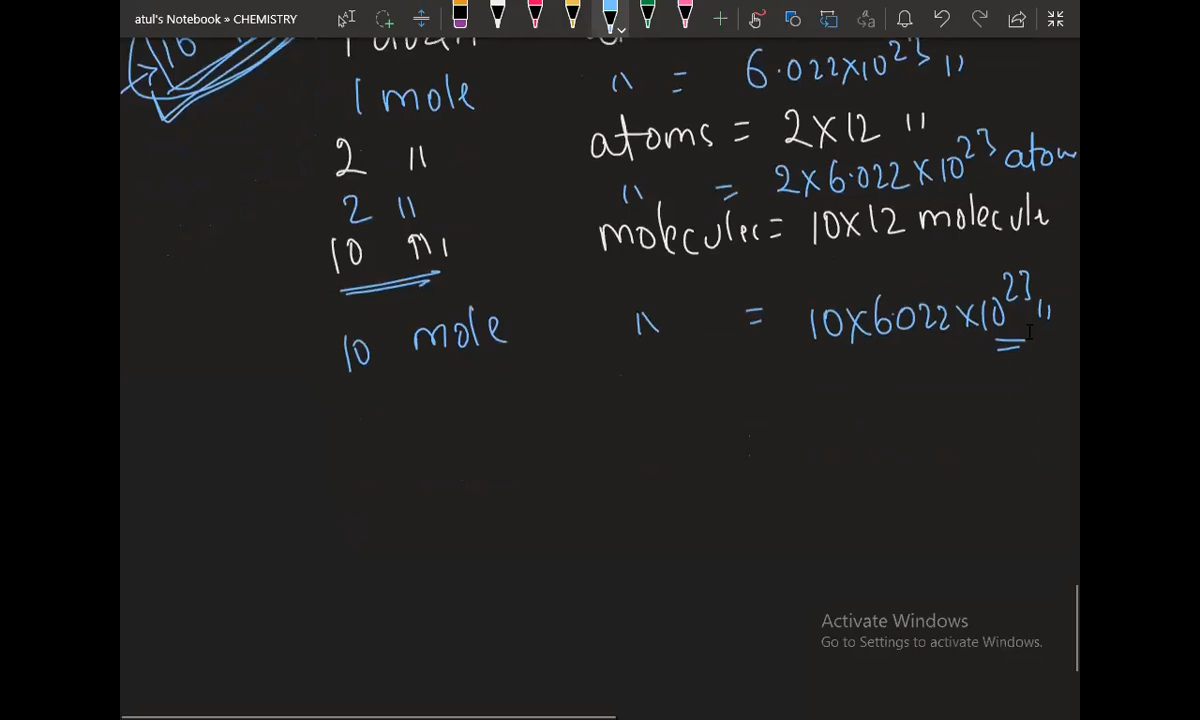 atul's Notebook » CHEMISTRY
1 mole " = 6.022×10²³ "
2 " atoms = 2×12 "
2 " " = 2×6.022×10²³ atom
10 " molecules = 10×12 molecule
10 mole " = 10×6.022×10²³ "
Activate Windows
Go to Settings to activate Windows.